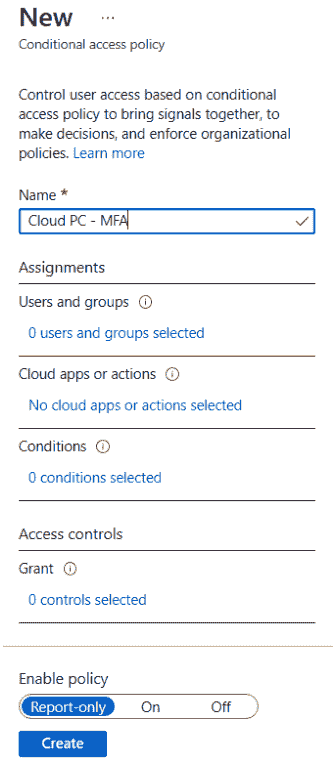 New ...
Conditional access policy
Control user access based on conditional
access policy to bring signals together, to
make decisions, and enforce organizational
policies. Learn more
Name *
Cloud PC - MFA
Assignments
Users and groups
0 users and groups selected
Cloud apps or actions
No cloud apps or actions selected
Conditions
0 conditions selected
Access controls
Grant
0 controls selected
Enable policy
Report-only On Off
Create